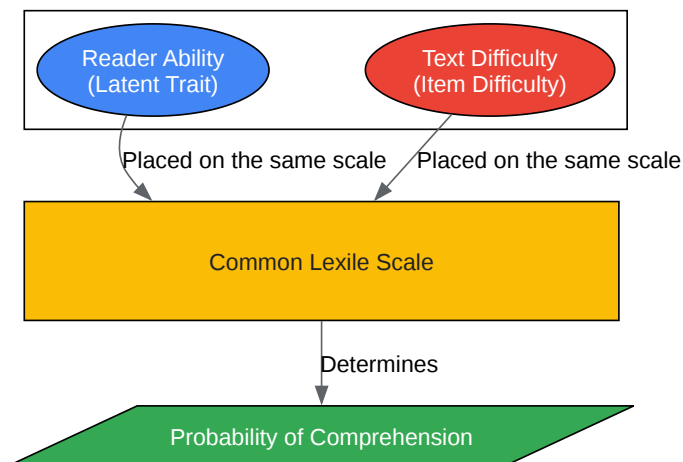 Reader Ability
(Latent Trait)
Text Difficulty
(Item Difficulty)
Placed on the same scale
Placed on the same scale
Common Lexile Scale
Determines
Probability of Comprehension